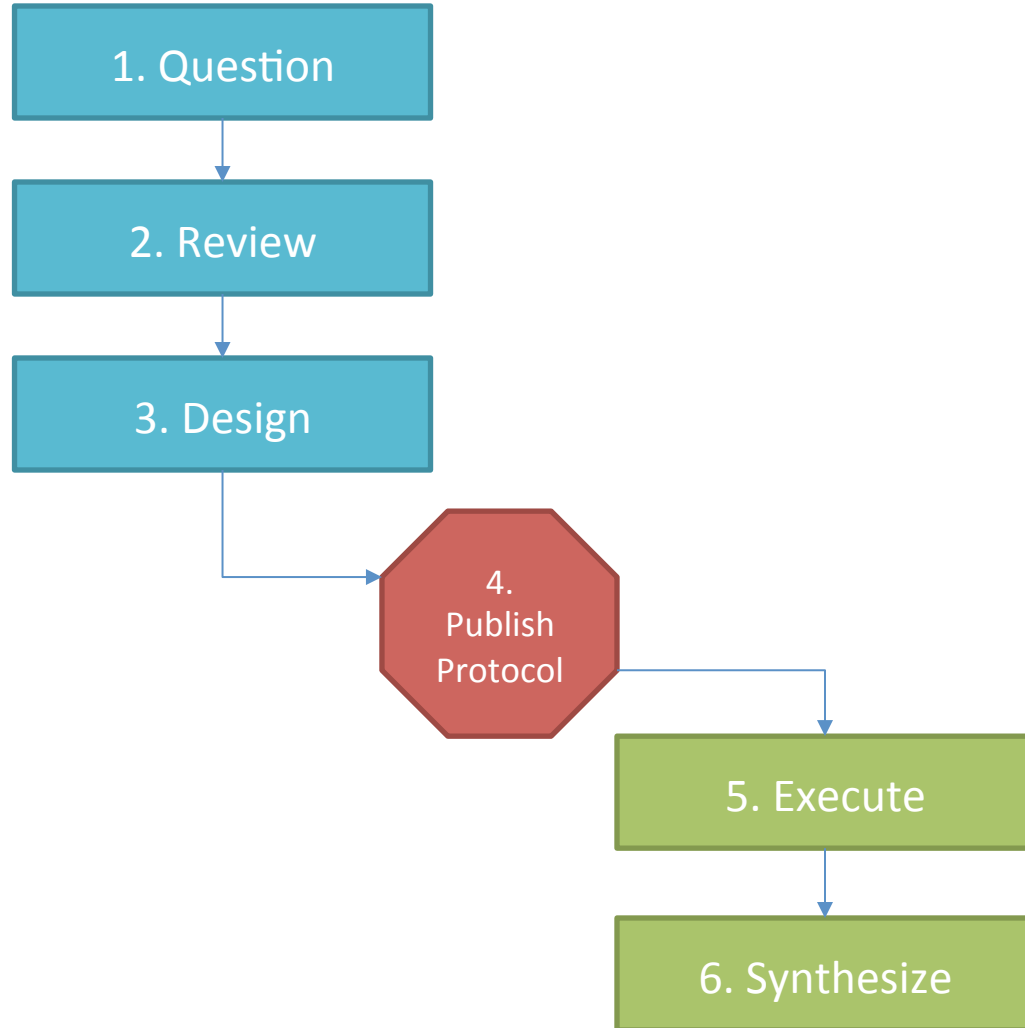 1. Question
2. Review
3. Design
4.
Publish
Protocol
5. Execute
6. Synthesize